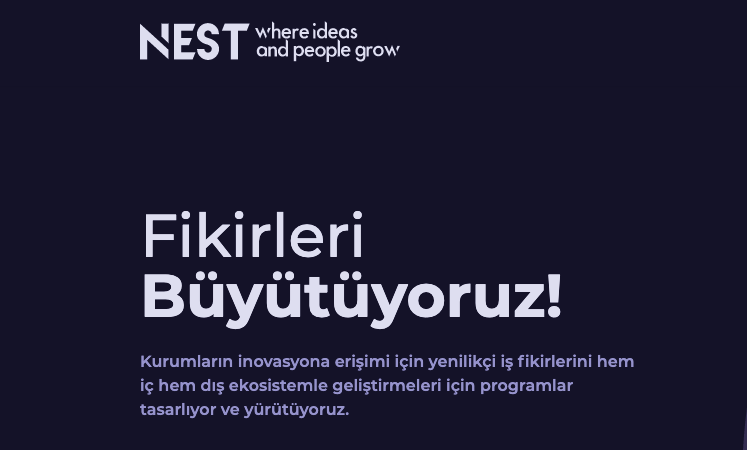 NEST where ideas
and people grow
Fikirleri
Büyütüyoruz!
Kurumların inovasyona erişimi için yenilikçi iş fikirlerini hem
iç hem dış ekosistemle geliştirmeleri için programlar
tasarlıyor ve yürütüyoruz.